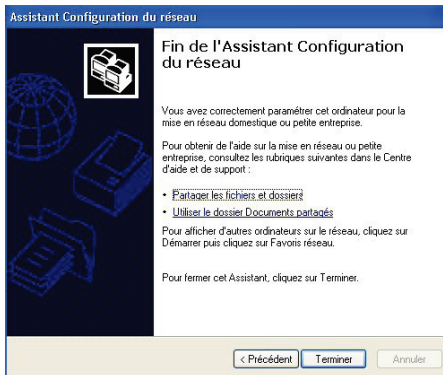 Assistant Configuration du réseau
Fin de l'Assistant Configuration
du réseau
Vous avez correctement paramétré cet ordinateur pour la
mise en réseau domestique ou petite entreprise.
Pour obtenir de l'aide sur la mise en réseau ou petite
entreprise, consultez les rubriques suivantes dans le Centre
d'aide et de support :
• Partager les fichiers et dossiers
• Utiliser le dossier Documents partagés
Pour afficher d'autres ordinateurs sur le réseau, cliquez sur
Démarrer puis cliquez sur Favoris réseau.
Pour fermer cet Assistant, cliquez sur Terminer.
< Précédent Terminer Annuler